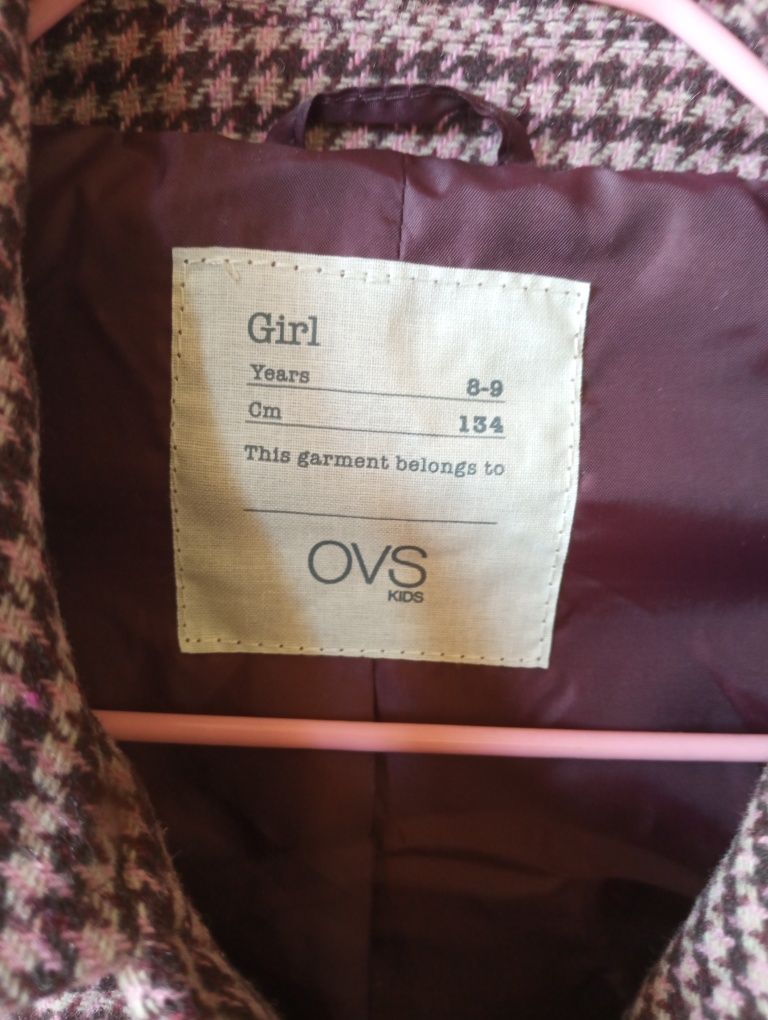 Girl
Years 8-9
Cm 134
This garment belongs to
OVS
KIDS